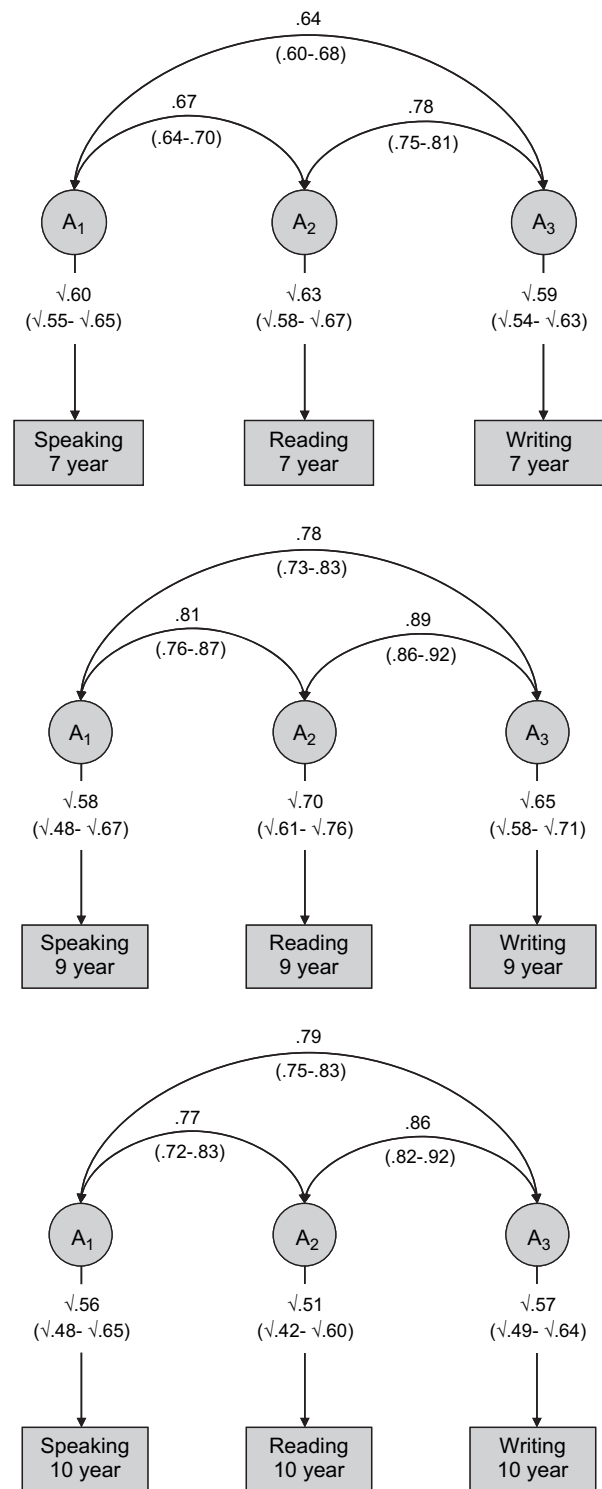 .64
(.60-.68)
.67
(.64-.70)
.78
(.75-.81)
A1
A2
A3
√.60
(√.55- √.65)
√.63
(√.58- √.67)
√.59
(√.54- √.63)
Speaking
7 year
Reading
7 year
Writing
7 year
.78
(.73-.83)
.81
(.76-.87)
.89
(.86-.92)
A1
A2
A3
√.58
(√.48- √.67)
√.70
(√.61- √.76)
√.65
(√.58- √.71)
Speaking
9 year
Reading
9 year
Writing
9 year
.79
(.75-.83)
.77
(.72-.83)
.86
(.82-.92)
A1
A2
A3
√.56
(√.48- √.65)
√.51
(√.42- √.60)
√.57
(√.49- √.64)
Speaking
10 year
Reading
10 year
Writing
10 year